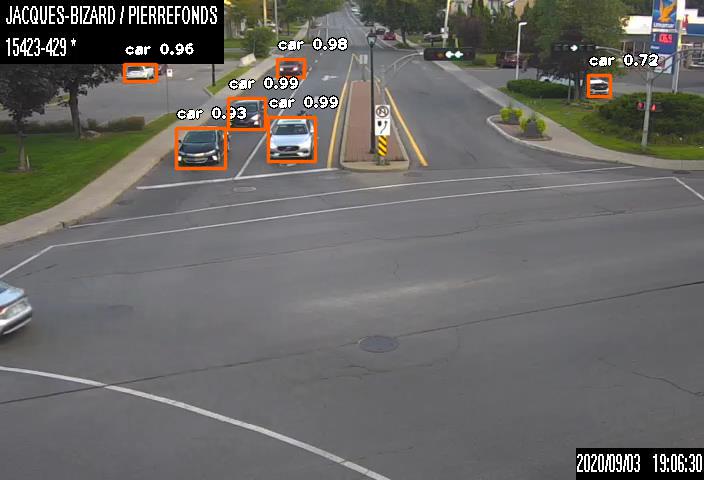 JACQUES-BIZARD / PIERREFONDS
15423-429 *
car 0.96
car 0.98
car 0.72
car 0.99
car 0.99
car 0.93
2020/09/03 19:06:30